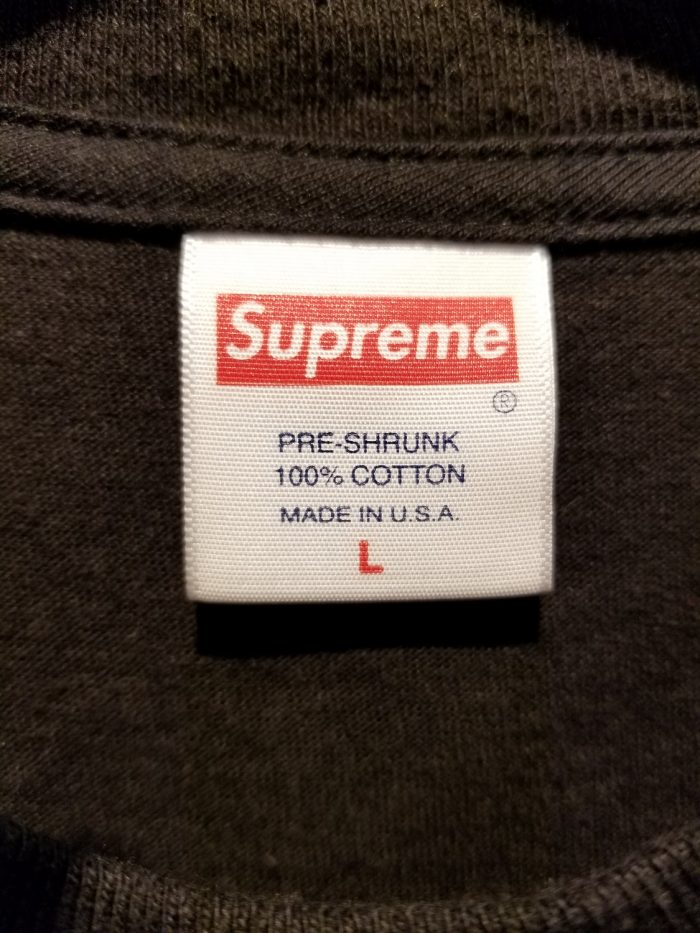 Supreme
®
PRE-SHRUNK
100% COTTON
MADE IN U.S.A.
L